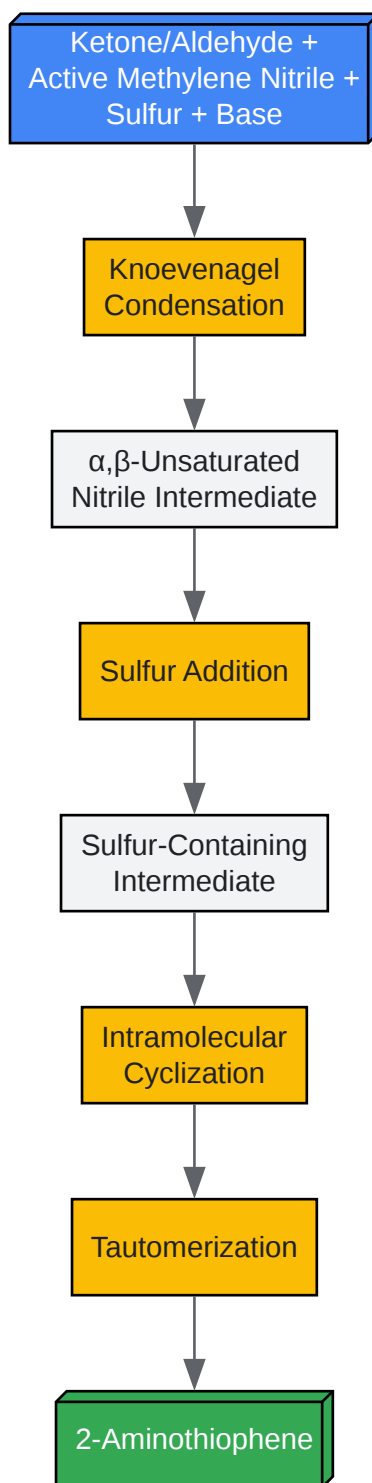 Ketone/Aldehyde +
Active Methylene Nitrile +
Sulfur + Base
Knoevenagel
Condensation
α,β-Unsaturated
Nitrile Intermediate
Sulfur Addition
Sulfur-Containing
Intermediate
Intramolecular
Cyclization
Tautomerization
2-Aminothiophene